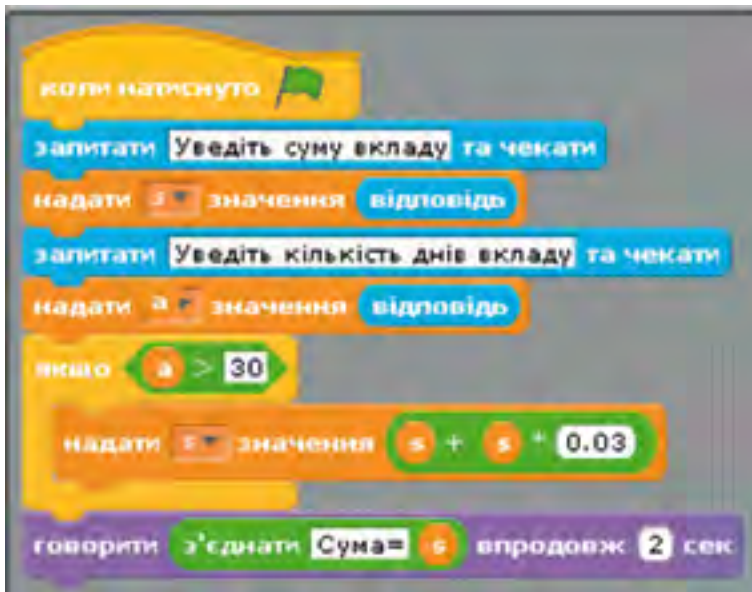 коли натиснуто
запитати Уведіть суму вкладу та чекати
надати s значення відповідь
запитати Уведіть кількість днів вкладу та чекати
надати a значення відповідь
якщо a > 30
надати s значення s + s * 0.03
говорити з'єднати Сума= s впродовж 2 сек